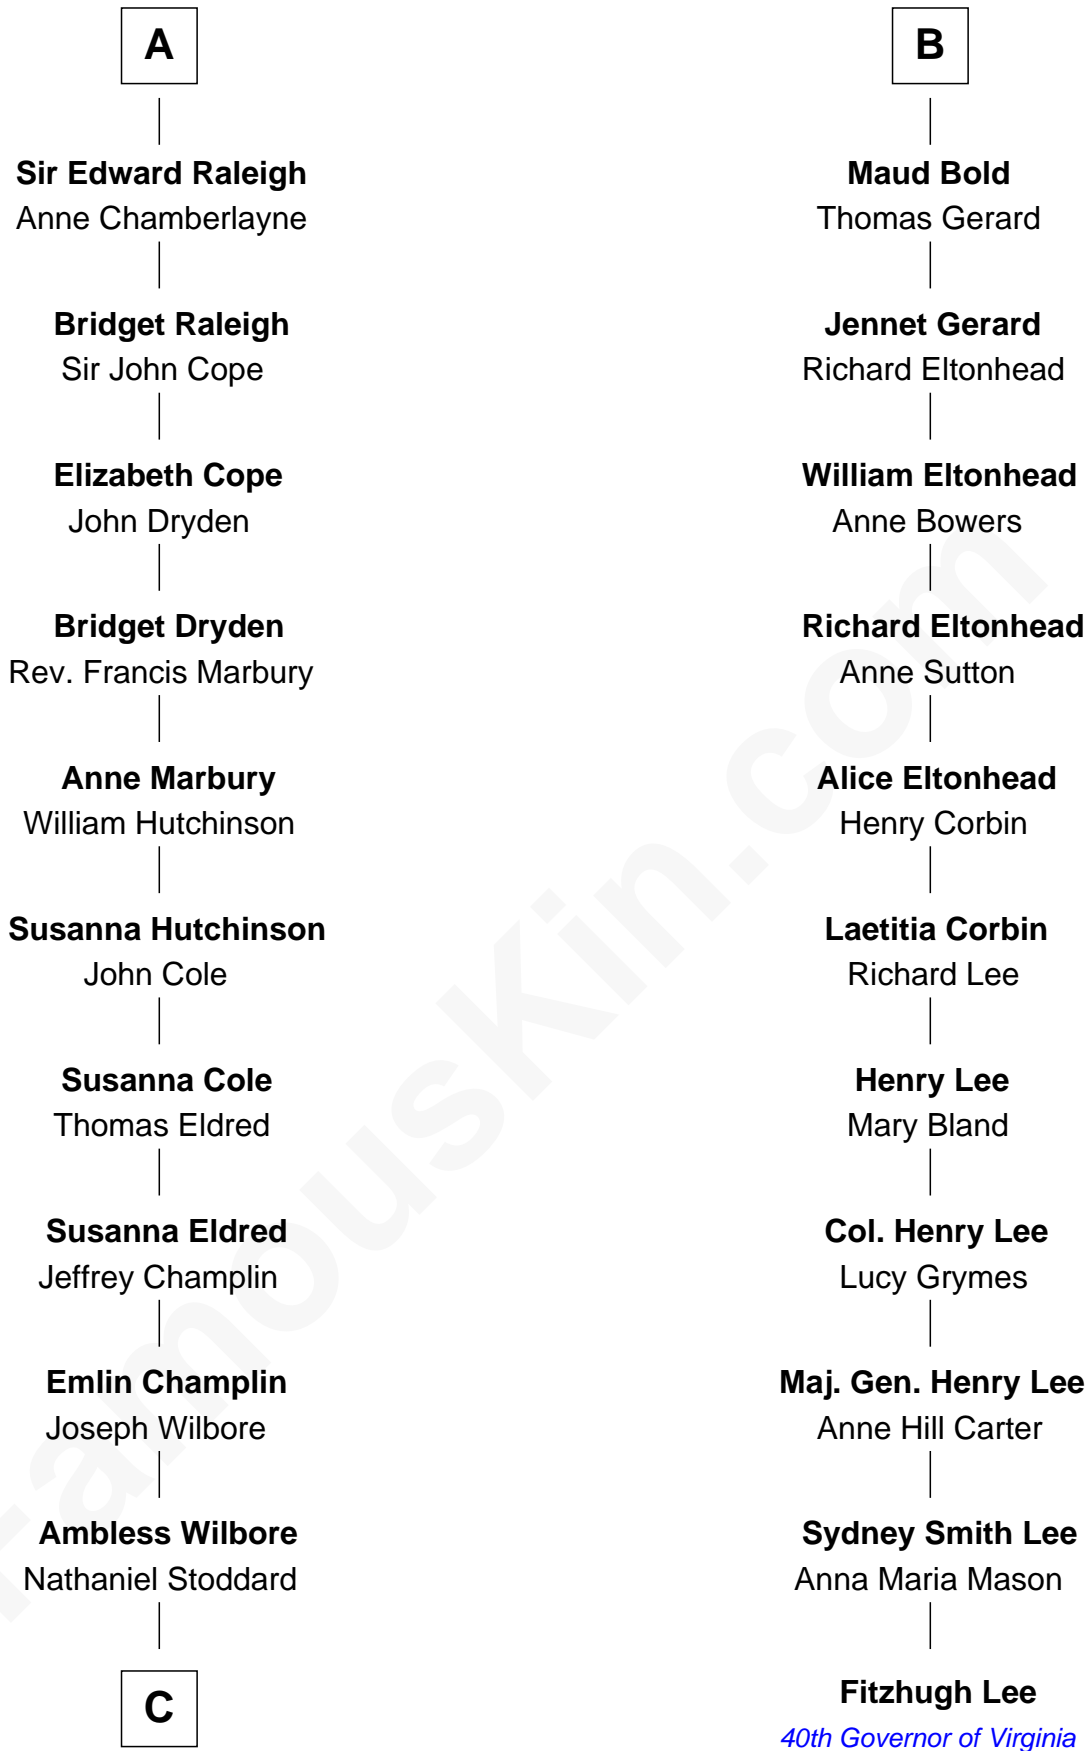 A
Sir Edward Raleigh
Anne Chamberlayne
Bridget Raleigh
Sir John Cope
Elizabeth Cope
John Dryden
Bridget Dryden
Rev. Francis Marbury
Anne Marbury
William Hutchinson
Susanna Hutchinson
John Cole
Susanna Cole
Thomas Eldred
Susanna Eldred
Jeffrey Champlin
Emlin Champlin
Joseph Wilbore
Ambless Wilbore
Nathaniel Stoddard
C
B
Maud Bold
Thomas Gerard
Jennet Gerard
Richard Eltonhead
William Eltonhead
Anne Bowers
Richard Eltonhead
Anne Sutton
Alice Eltonhead
Henry Corbin
Laetitia Corbin
Richard Lee
Henry Lee
Mary Bland
Col. Henry Lee
Lucy Grymes
Maj. Gen. Henry Lee
Anne Hill Carter
Sydney Smith Lee
Anna Maria Mason
Fitzhugh Lee
40th Governor of Virginia
FamousKin.com